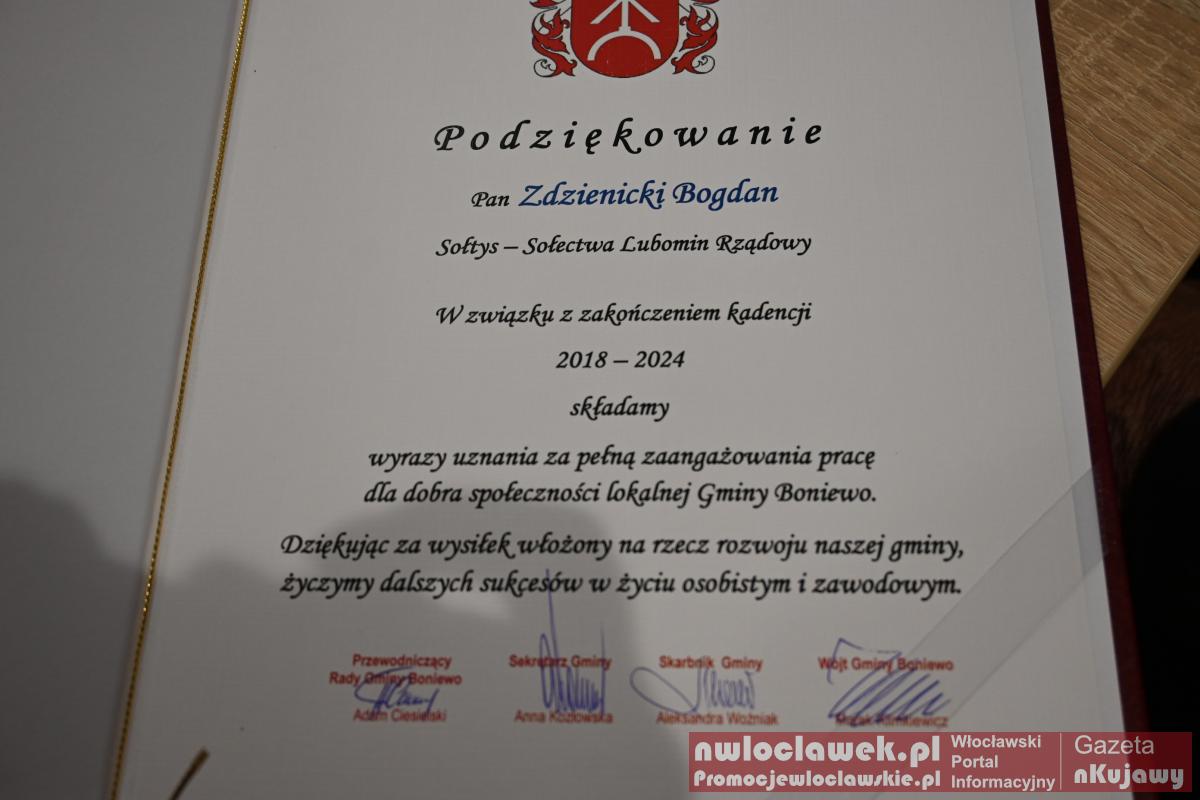 Podziękowanie
Pan Zdzienicki Bogdan
Sołtys – Sołectwa Lubomin Rządowy
W związku z zakończeniem kadencji
2018 – 2024
składamy
wyrazy uznania za pełną zaangażowania pracę
dla dobra społeczności lokalnej Gminy Boniewo.
Dziękując za wysiłek włożony na rzecz rozwoju naszej gminy,
życzymy dalszych sukcesów w życiu osobistym i zawodowym.
Przewodniczący
Rady Gminy Boniewo
Adam Ciesielski
Sekretarz Gminy
Anna Kozłowska
Skarbnik Gminy
Aleksandra Woźniak
Wójt Gminy Boniewo
Klimkiewicz
nwloclawek.pl
Promocjewloclawskie.pl
Włocławski
Portal
Informacyjny
Gazeta
nKujawy